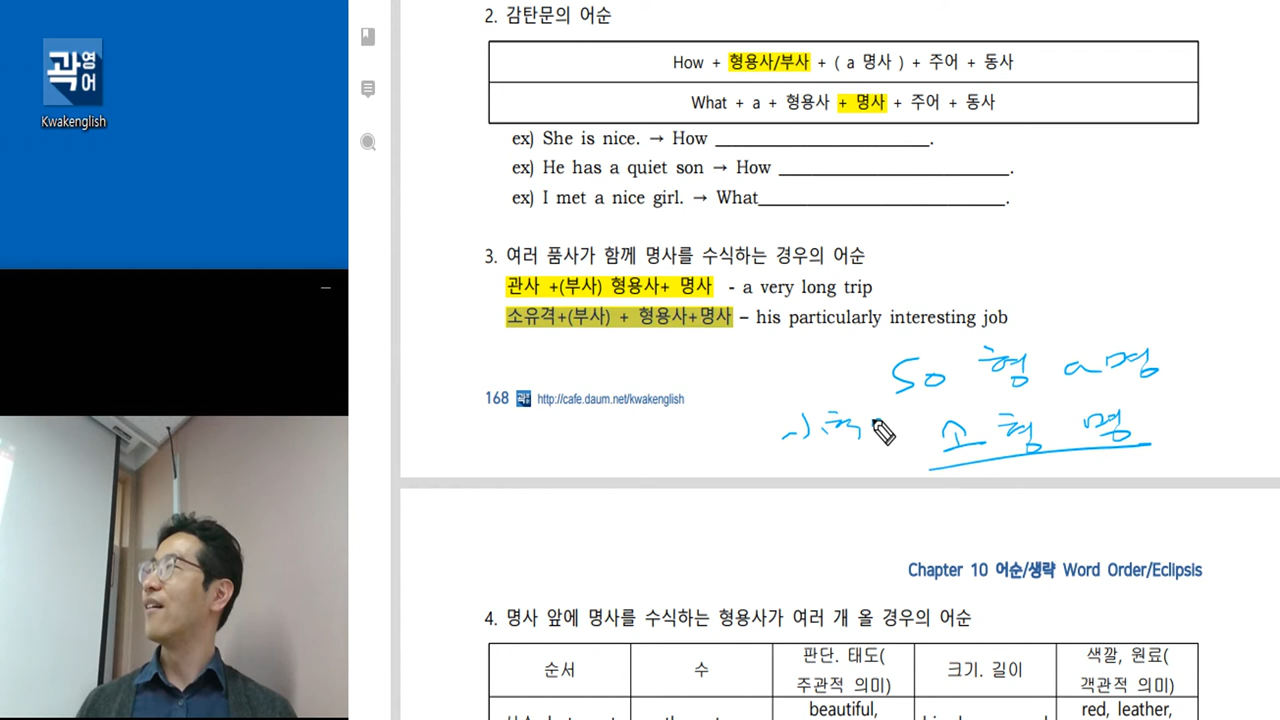 곽영어
Kwakenglish
2. 감탄문의 어순
How + 형용사/부사 + ( a 명사 ) + 주어 + 동사
What + a + 형용사 + 명사 + 주어 + 동사
ex) She is nice. → How ______________________.
ex) He has a quiet son → How ______________________.
ex) I met a nice girl. → What______________________.
3. 여러 품사가 함께 명사를 수식하는 경우의 어순
관사 +(부사) 형용사+ 명사 - a very long trip
소유격+(부사) + 형용사+명사 – his particularly interesting job
so 형 a명
소 형 명
168 곽영어 http://cafe.daum.net/kwakenglish
Chapter 10 어순/생략 Word Order/Eclipsis
4. 명사 앞에 명사를 수식하는 형용사가 여러 개 올 경우의 어순
순서 수 판단. 태도( 주관적 의미) 크기. 길이 색깔, 원료( 객관적 의미)
beautiful, red, leather,